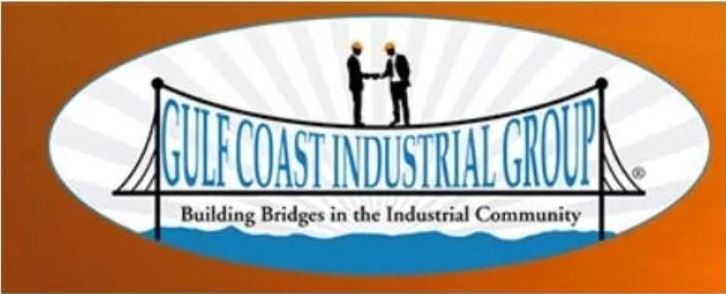 GULF COAST INDUSTRIAL GROUP
®
Building Bridges in the Industrial Community